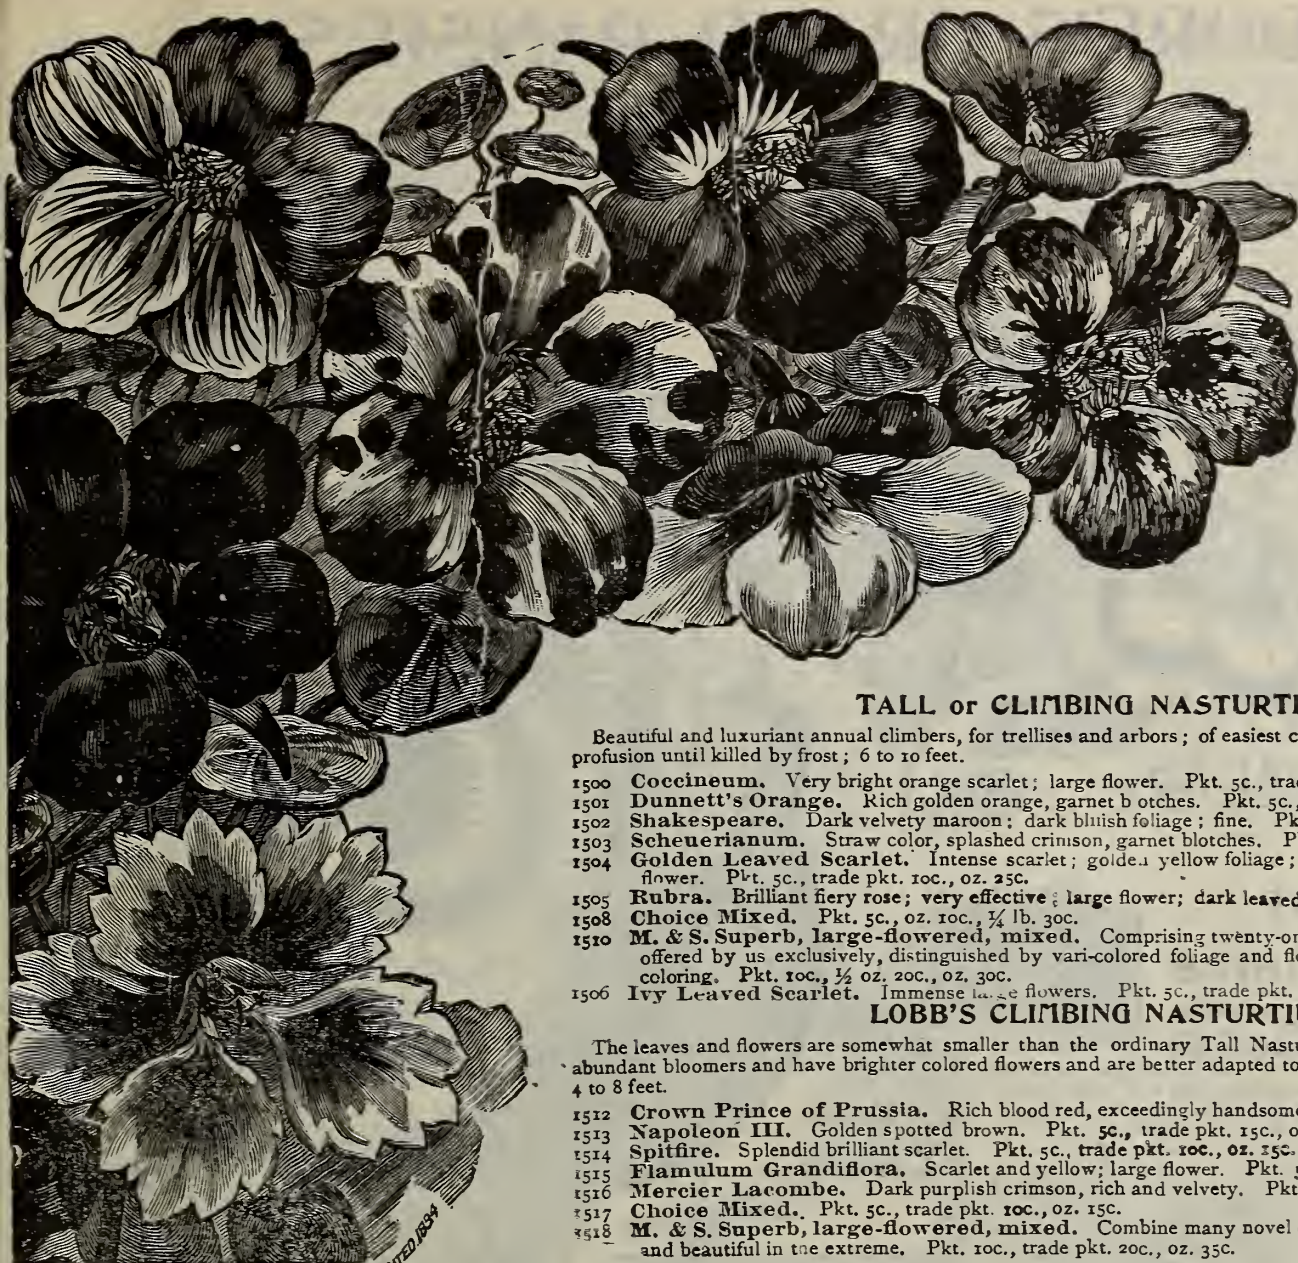 TALL or CLIMBING NASTURTI
Beautiful and luxuriant annual climbers, for trellises and arbors; of easiest c
profusion until killed by frost; 6 to 10 feet.
1500 Coccineum. Very bright orange scarlet; large flower. Pkt. 5c., trad
1501 Dunnett's Orange. Rich golden orange, garnet b otches. Pkt. 5c.,
1502 Shakespeare. Dark velvety maroon; dark bluish foliage; fine. Pk
1503 Scheuerianum. Straw color, splashed crimson, garnet blotches. P
1504 Golden Leaved Scarlet. Intense scarlet; golden yellow foliage;
flower. Pkt. 5c., trade pkt. 10c., oz. 25c.
1505 Rubra. Brilliant fiery rose; very effective; large flower; dark leaved
1508 Choice Mixed. Pkt. 5c., oz. 10c., ¼ lb. 30c.
1510 M. & S. Superb, large-flowered, mixed. Comprising twenty-on
offered by us exclusively, distinguished by vari-colored foliage and flo
coloring. Pkt. 10c., ½ oz. 20c., oz. 30c.
1506 Ivy Leaved Scarlet. Immense large flowers. Pkt. 5c., trade pkt.
LOBB'S CLIMBING NASTURTIU
The leaves and flowers are somewhat smaller than the ordinary Tall Nastu
abundant bloomers and have brighter colored flowers and are better adapted to
4 to 8 feet.
1512 Crown Prince of Prussia. Rich blood red, exceedingly handsome
1513 Napoleon III. Golden spotted brown. Pkt. 5c., trade pkt. 15c., o
1514 Spitfire. Splendid brilliant scarlet. Pkt. 5c., trade pkt. 10c., oz. 15c.
1515 Flamulum Grandiflora. Scarlet and yellow; large flower. Pkt. 5
1516 Mercier Lacombe. Dark purplish crimson, rich and velvety. Pkt
1517 Choice Mixed. Pkt. 5c., trade pkt. 10c., oz. 15c.
1518 M. & S. Superb, large-flowered, mixed. Combine many novel
and beautiful in the extreme. Pkt. 10c., trade pkt. 20c., oz. 35c.
TED.1894